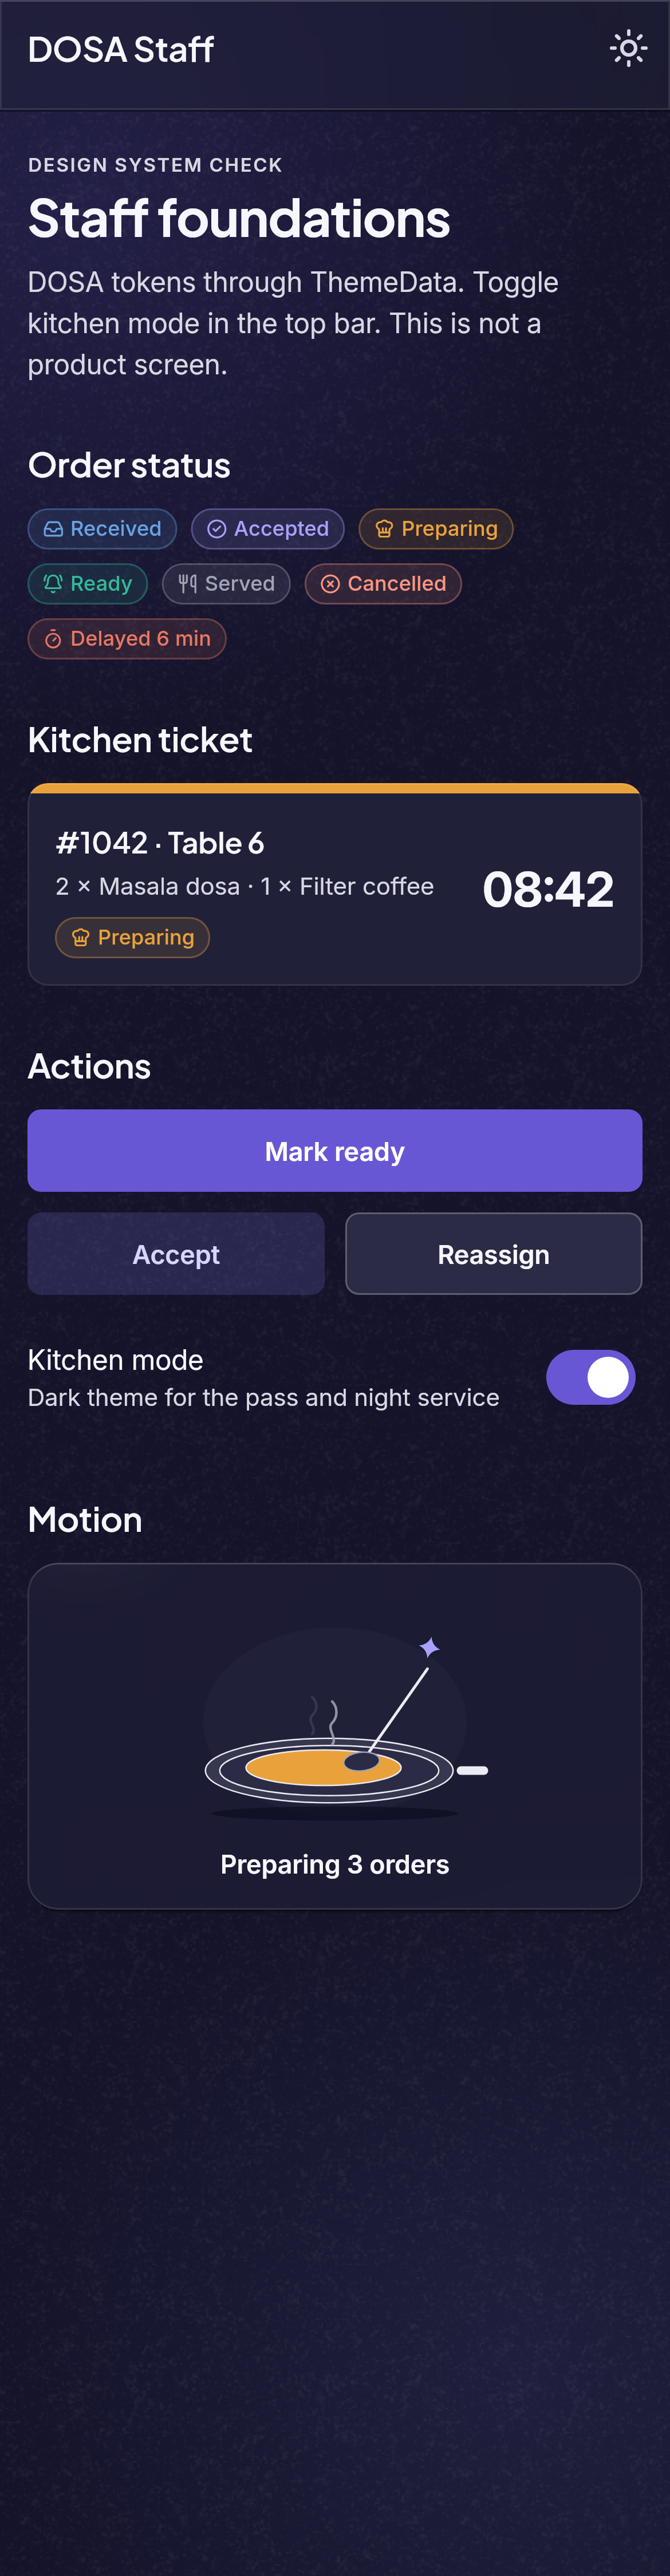 DOSA Staff
DESIGN SYSTEM CHECK
Staff foundations
DOSA tokens through ThemeData. Toggle
kitchen mode in the top bar. This is not a
product screen.
Order status
Received
Accepted
Preparing
Ready
Served
Cancelled
Delayed 6 min
Kitchen ticket
#1042 · Table 6
2 × Masala dosa · 1 × Filter coffee
08:42
Preparing
Actions
Mark ready
Accept
Reassign
Kitchen mode
Dark theme for the pass and night service
Motion
Preparing 3 orders